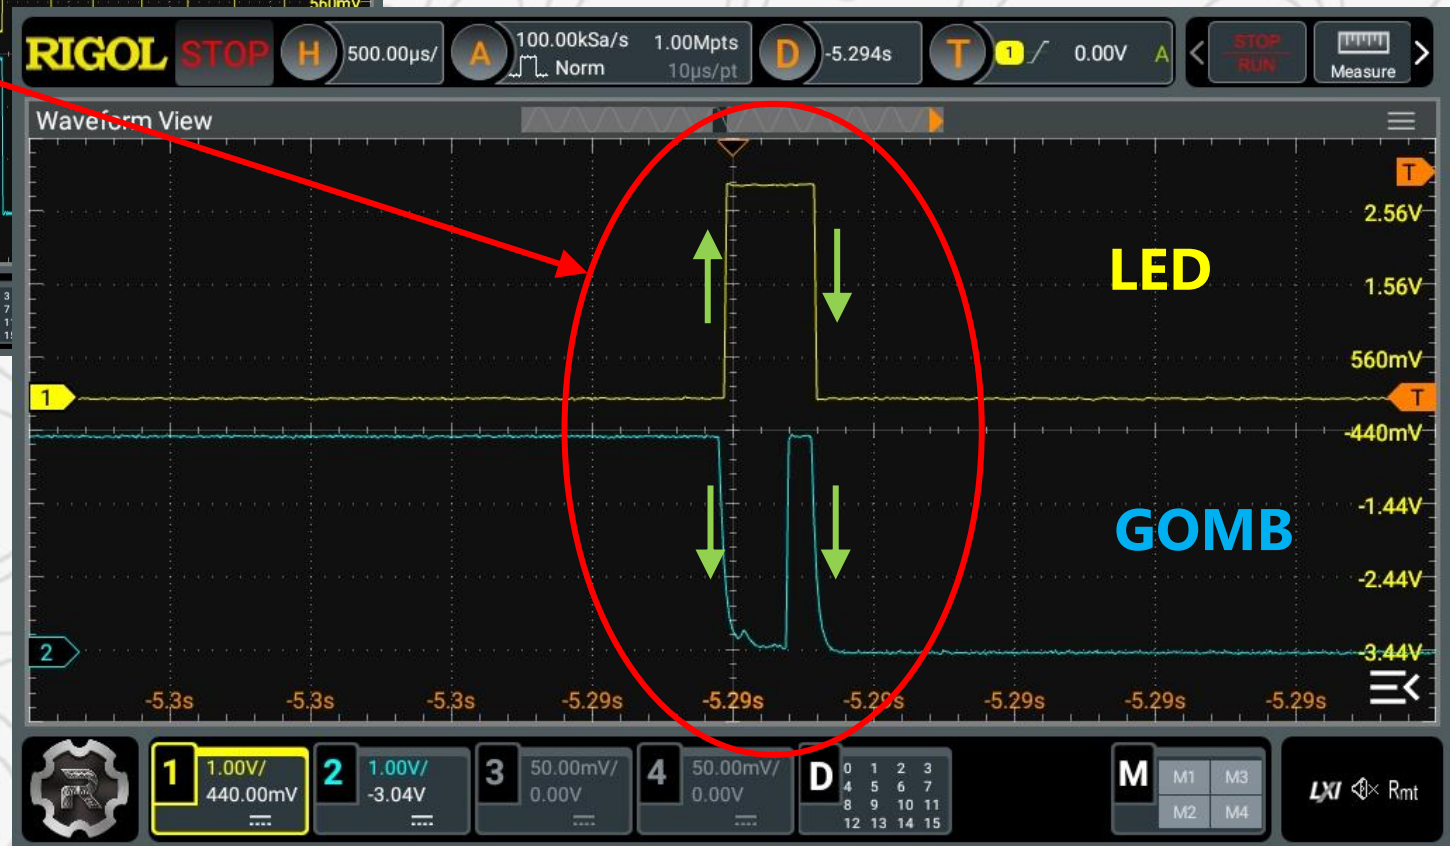 560mV
RIGOL STOP H 500.00µs/ A 100.00kSa/s 1.00Mpts D -5.294s T 1 0.00V A STOP
Norm 10µs/pt RUN Measure
Waveform View
T
2.56V
LED
1.56V
560mV
1 T
-440mV
-1.44V
GOMB
-2.44V
2 -3.44V
-5.3s -5.3s -5.3s -5.29s -5.29s -5.29s -5.29s -5.29s -5.29s
1 1.00V/ 2 1.00V/ 3 50.00mV/ 4 50.00mV/ D 0 1 2 3 M M1 M3
440.00mV -3.04V 0.00V 0.00V 4 5 6 7 LXI Rmt
8 9 10 11 M2 M4
12 13 14 15